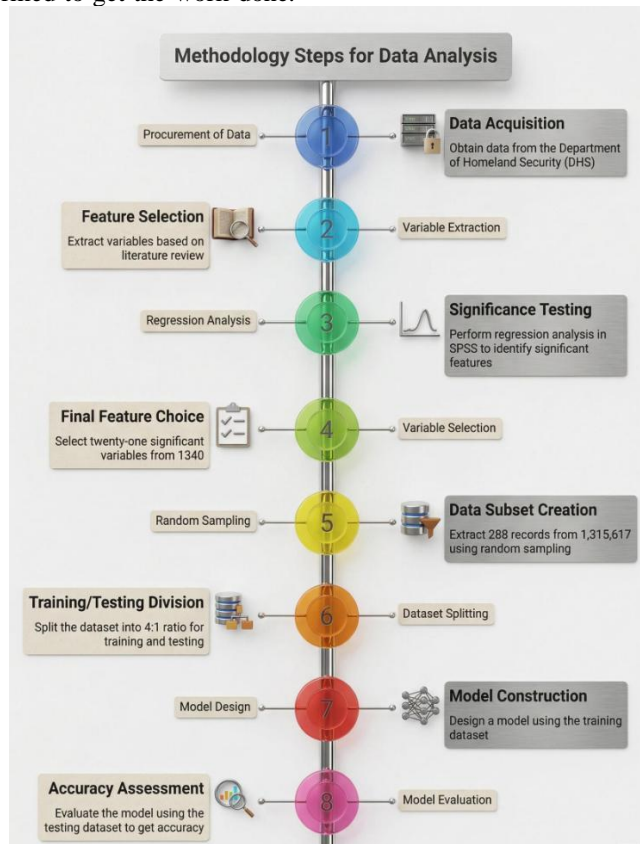 rmed to get the work done.
Methodology Steps for Data Analysis
Procurement of Data
1
Data Acquisition
Obtain data from the Department
of Homeland Security (DHS)
Feature Selection
Extract variables based on
literature review
2
Variable Extraction
Regression Analysis
3
Significance Testing
Perform regression analysis in
SPSS to identify significant
features
Final Feature Choice
Select twenty-one significant
variables from 1340
4
Variable Selection
Random Sampling
5
Data Subset Creation
Extract 288 records from 1,315,617
using random sampling
Training/Testing Division
Split the dataset into 4:1 ratio for
training and testing
6
Dataset Splitting
Model Design
7
Model Construction
Design a model using the training
dataset
Accuracy Assessment
Evaluate the model using the
testing dataset to get accuracy
8
Model Evaluation